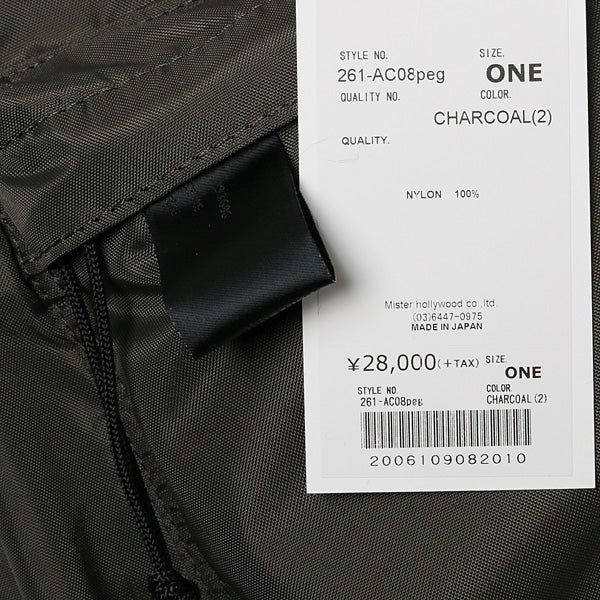 STYLE NO. SIZE.
261-AC08peg ONE
QUALITY NO. COLOR.
CHARCOAL(2)
QUALITY.
NYLON 100%
Mister hollywood co.,ltd.
(03)6447-0975
MADE IN JAPAN
¥28,000(+TAX) SIZE. ONE
STYLE NO. COLOR.
261-AC08peg CHARCOAL(2)
2006109082010